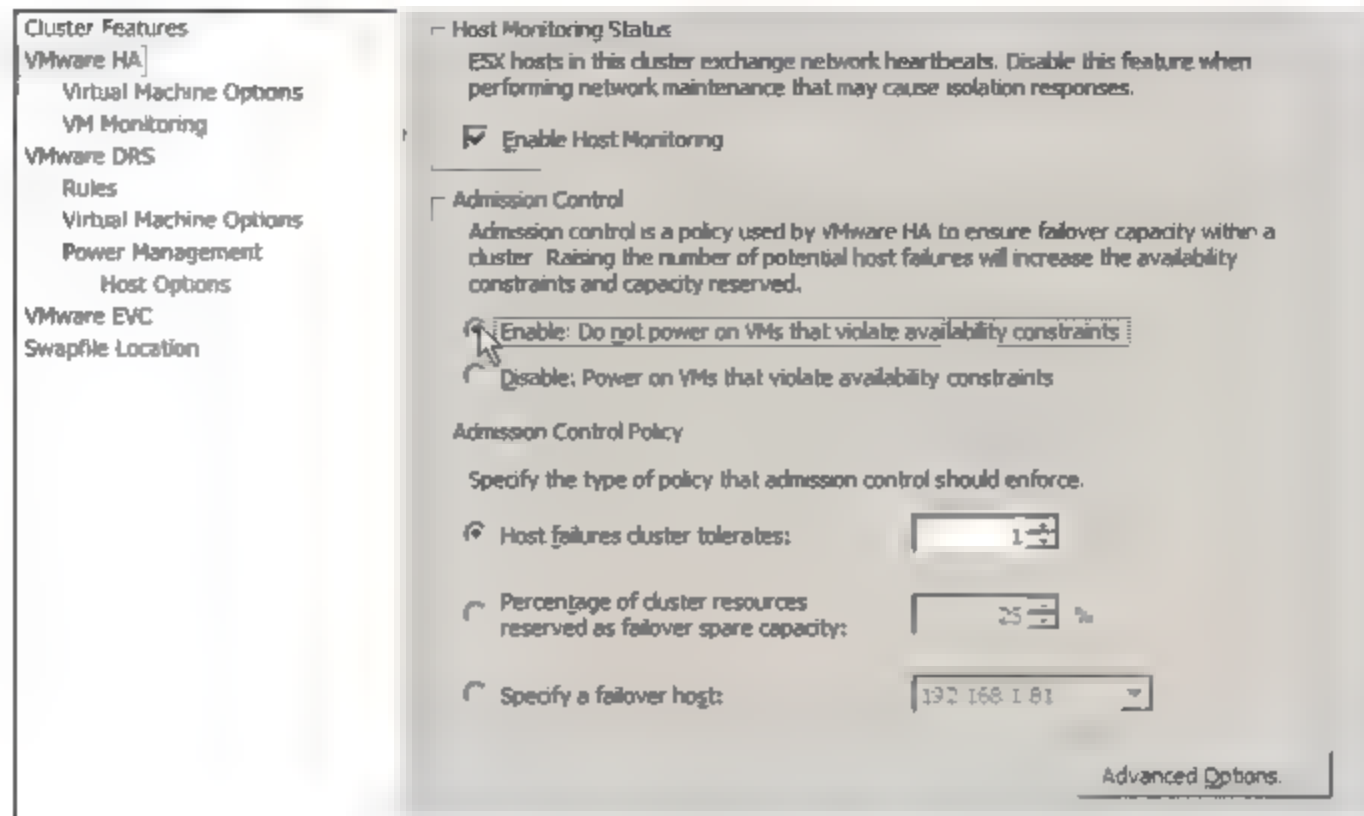 Cluster Features
VMware HA
Virtual Machine Options
VM Monitoring
VMware DRS
Rules
Virtual Machine Options
Power Management
Host Options
VMware EVC
Swapfile Location
Host Monitoring Status
ESX hosts in this cluster exchange network heartbeats. Disable this feature when
performing network maintenance that may cause isolation responses.
Enable Host Monitoring
Admission Control
Admission control is a policy used by VMware HA to ensure failover capacity within a
cluster. Raising the number of potential host failures will increase the availability
constraints and capacity reserved.
Enable: Do not power on VMs that violate availability constraints
Disable: Power on VMs that violate availability constraints
Admission Control Policy
Specify the type of policy that admission control should enforce.
Host failures cluster tolerates: 1
Percentage of cluster resources
reserved as failover spare capacity: 25 %
Specify a failover host: 192.168.1.81
Advanced Options.